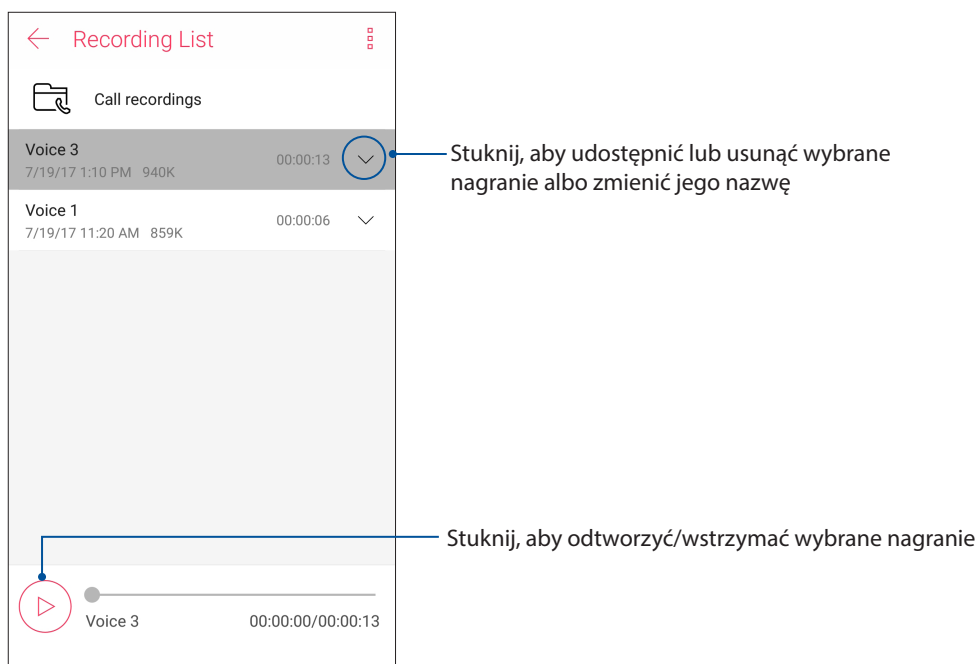 Recording List
Call recordings
Voice 3
7/19/17 1:10 PM 940K
00:00:13
Stuknij, aby udostępnić lub usunąć wybrane
nagranie albo zmienić jego nazwę
Voice 1
7/19/17 11:20 AM 859K
00:00:06
Stuknij, aby odtworzyć/wstrzymać wybrane nagranie
Voice 3
00:00:00/00:00:13